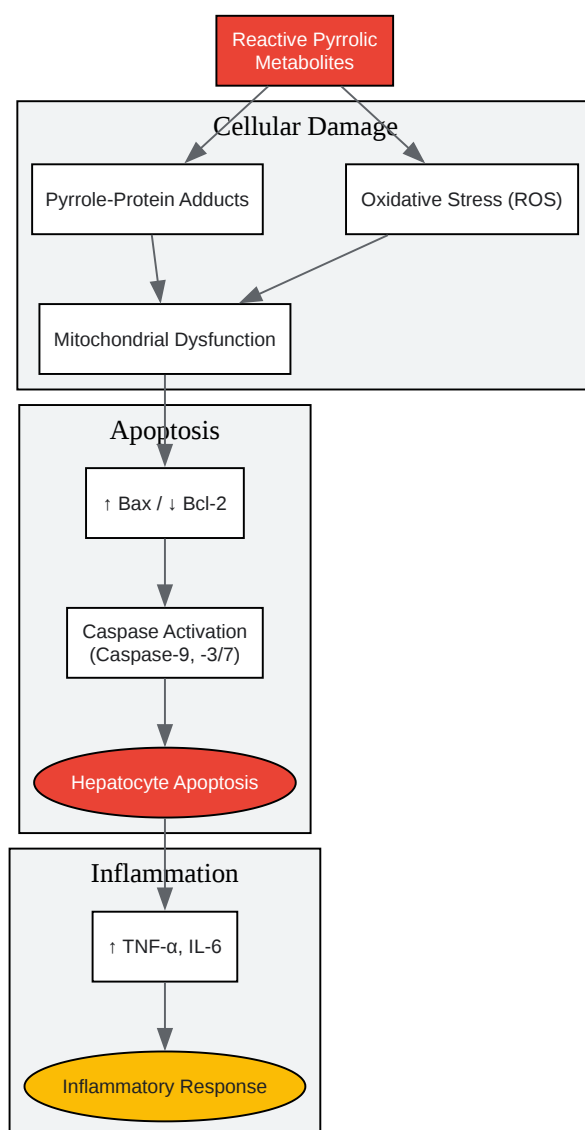 Reactive Pyrrolic
Metabolites
Cellular Damage
Pyrrole-Protein Adducts
Oxidative Stress (ROS)
Mitochondrial Dysfunction
Apoptosis
↑ Bax / ↓ Bcl-2
Caspase Activation
(Caspase-9, -3/7)
Hepatocyte Apoptosis
Inflammation
↑ TNF-α, IL-6
Inflammatory Response